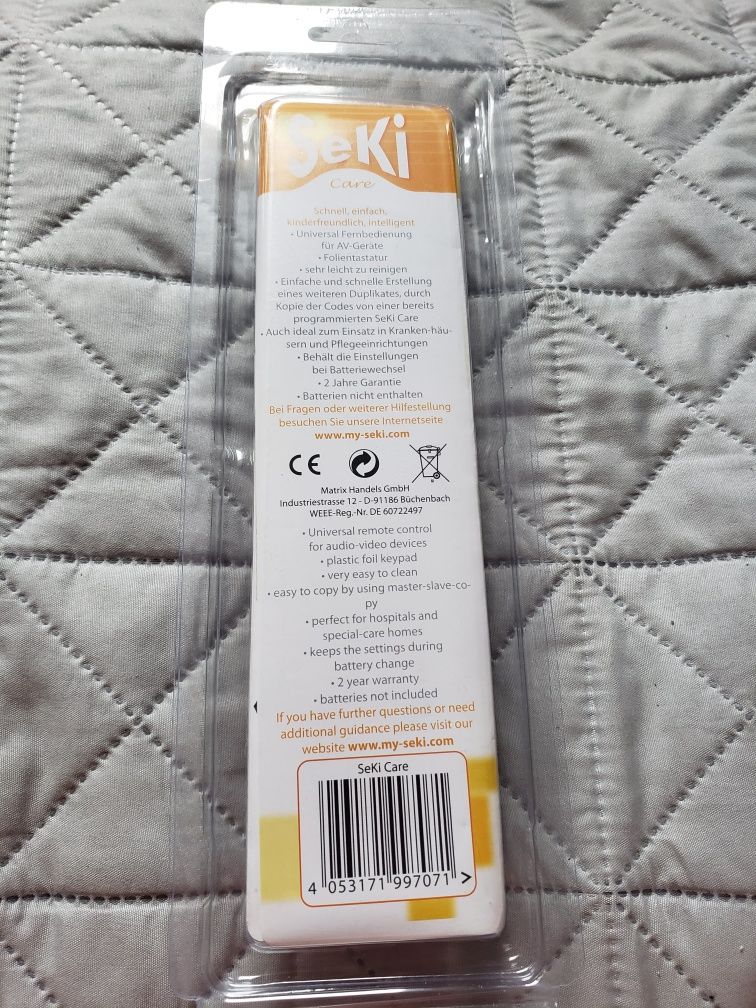 SeKi
Care
Schnell, einfach,
kinderfreundlich, intelligent
• Universal Fernbedienung
für AV-Geräte
• Folientastatur
• sehr leicht zu reinigen
• Einfache und schnelle Erstellung
eines weiteren Duplikates, durch
Kopie der Codes von einer bereits
programmierten SeKi Care
• Auch ideal zum Einsatz in Kranken-häu-
sern und Pflegeeinrichtungen
• Behält die Einstellungen
bei Batteriewechsel
• 2 Jahre Garantie
• Batterien nicht enthalten
Bei Fragen oder weiterer Hilfestellung
besuchen Sie unsere Internetseite
www.my-seki.com
CE
Matrix Handels GmbH
Industriestrasse 12 - D-91186 Büchenbach
WEEE-Reg.-Nr. DE 60722497
• Universal remote control
for audio-video devices
• plastic foil keypad
• very easy to clean
• easy to copy by using master-slave-co-
py
• perfect for hospitals and
special-care homes
• keeps the settings during
battery change
• 2 year warranty
• batteries not included
If you have further questions or need
additional guidance please visit our
website www.my-seki.com
SeKi Care
4 053171 997071 >